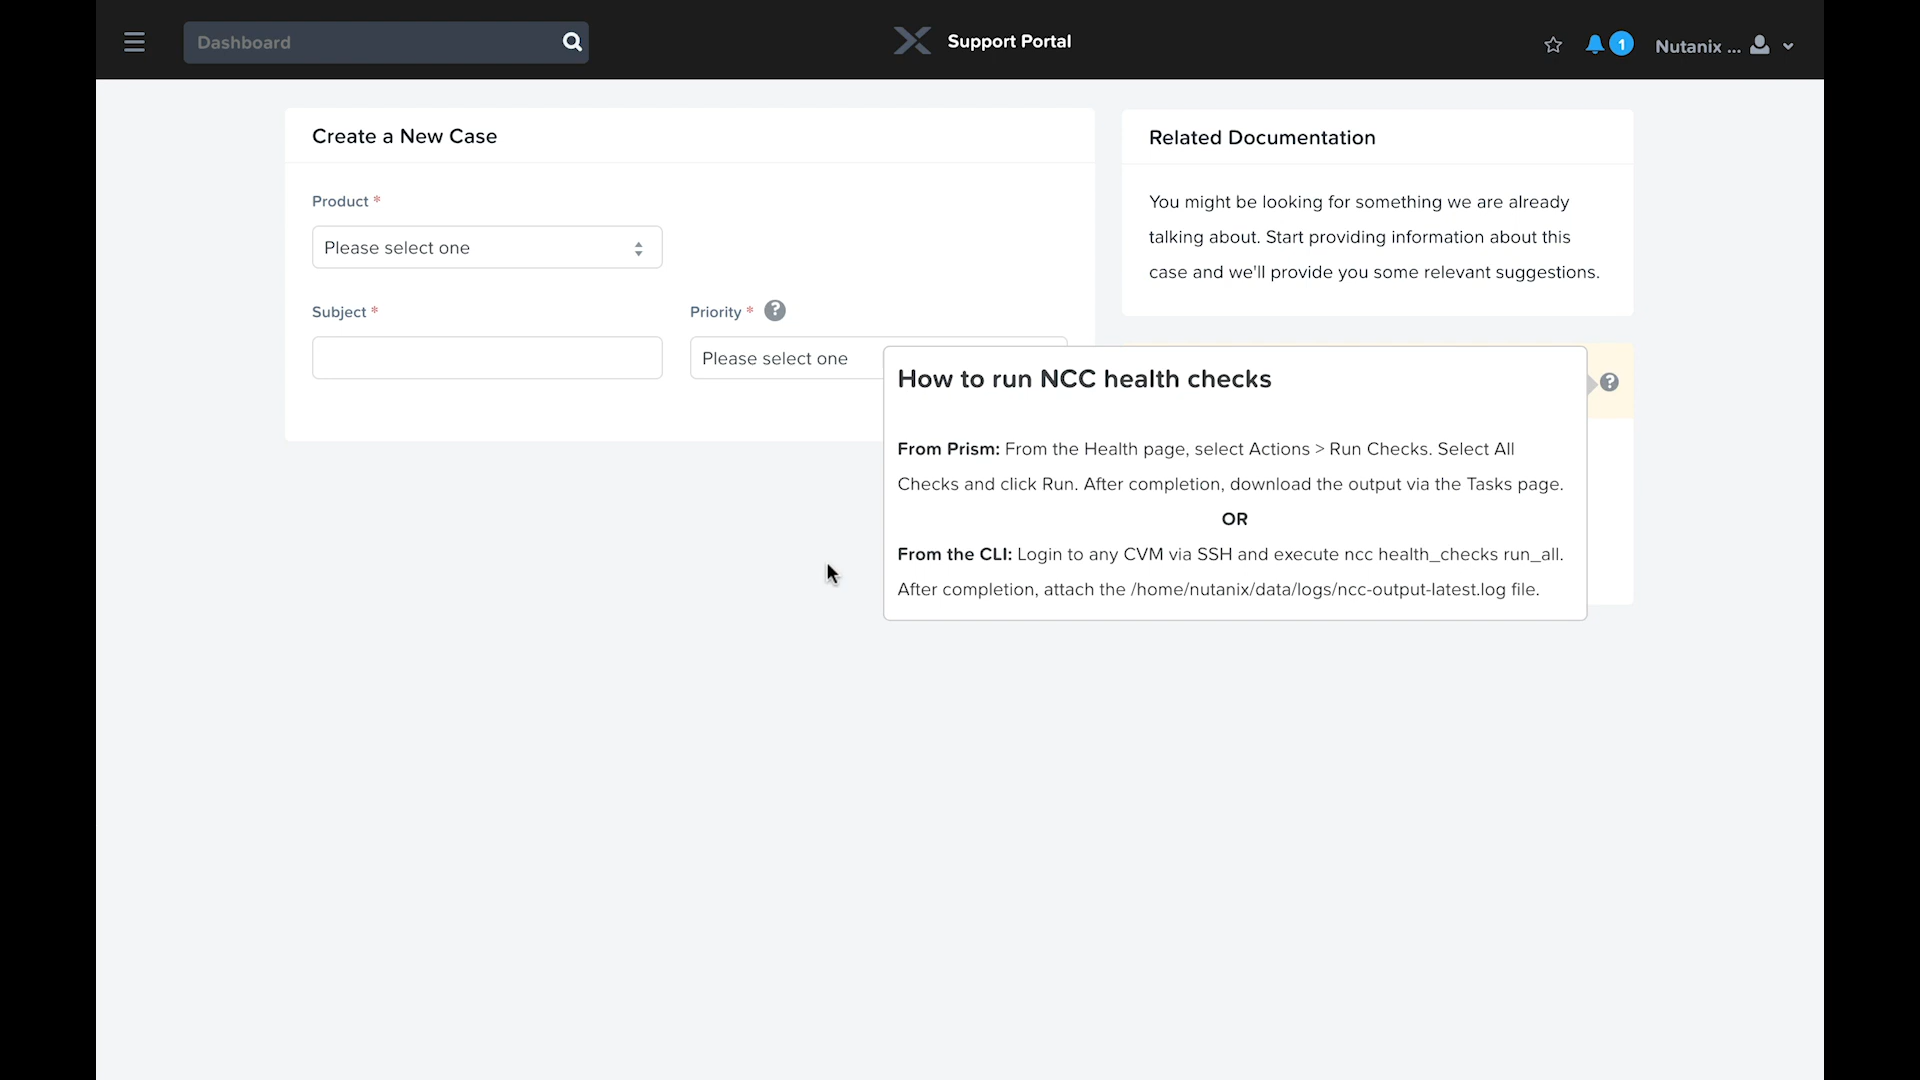 Dashboard
Support Portal
1
Nutanix ...
Create a New Case
Product *
Please select one
Subject *
Priority * ?
Please select one
Related Documentation
You might be looking for something we are already
talking about. Start providing information about this
case and we'll provide you some relevant suggestions.
?
How to run NCC health checks
From Prism: From the Health page, select Actions > Run Checks. Select All
Checks and click Run. After completion, download the output via the Tasks page.
OR
From the CLI: Login to any CVM via SSH and execute ncc health_checks run_all.
After completion, attach the /home/nutanix/data/logs/ncc-output-latest.log file.